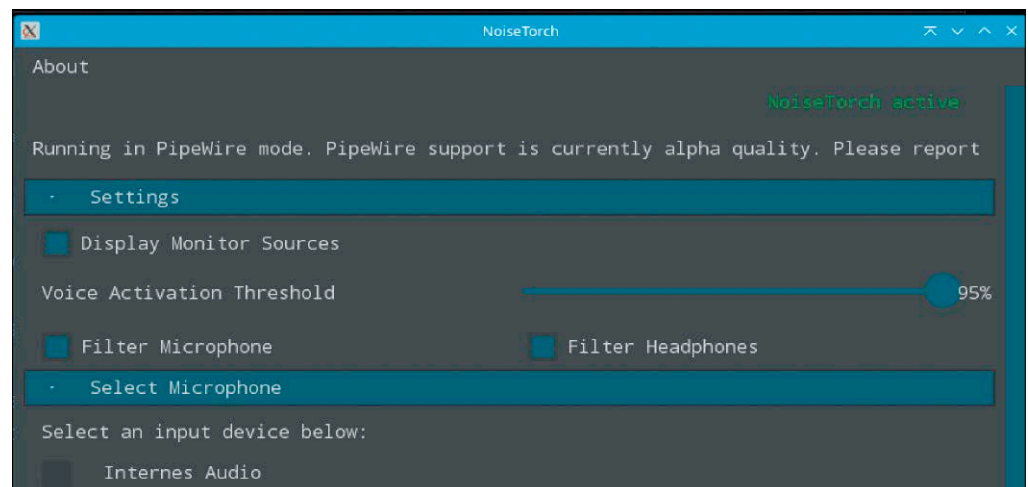 NoiseTorch
About
NoiseTorch active
Running in PipeWire mode. PipeWire support is currently alpha quality. Please report
Settings
Display Monitor Sources
Voice Activation Threshold 95%
Filter Microphone Filter Headphones
Select Microphone
Select an input device below:
Internes Audio